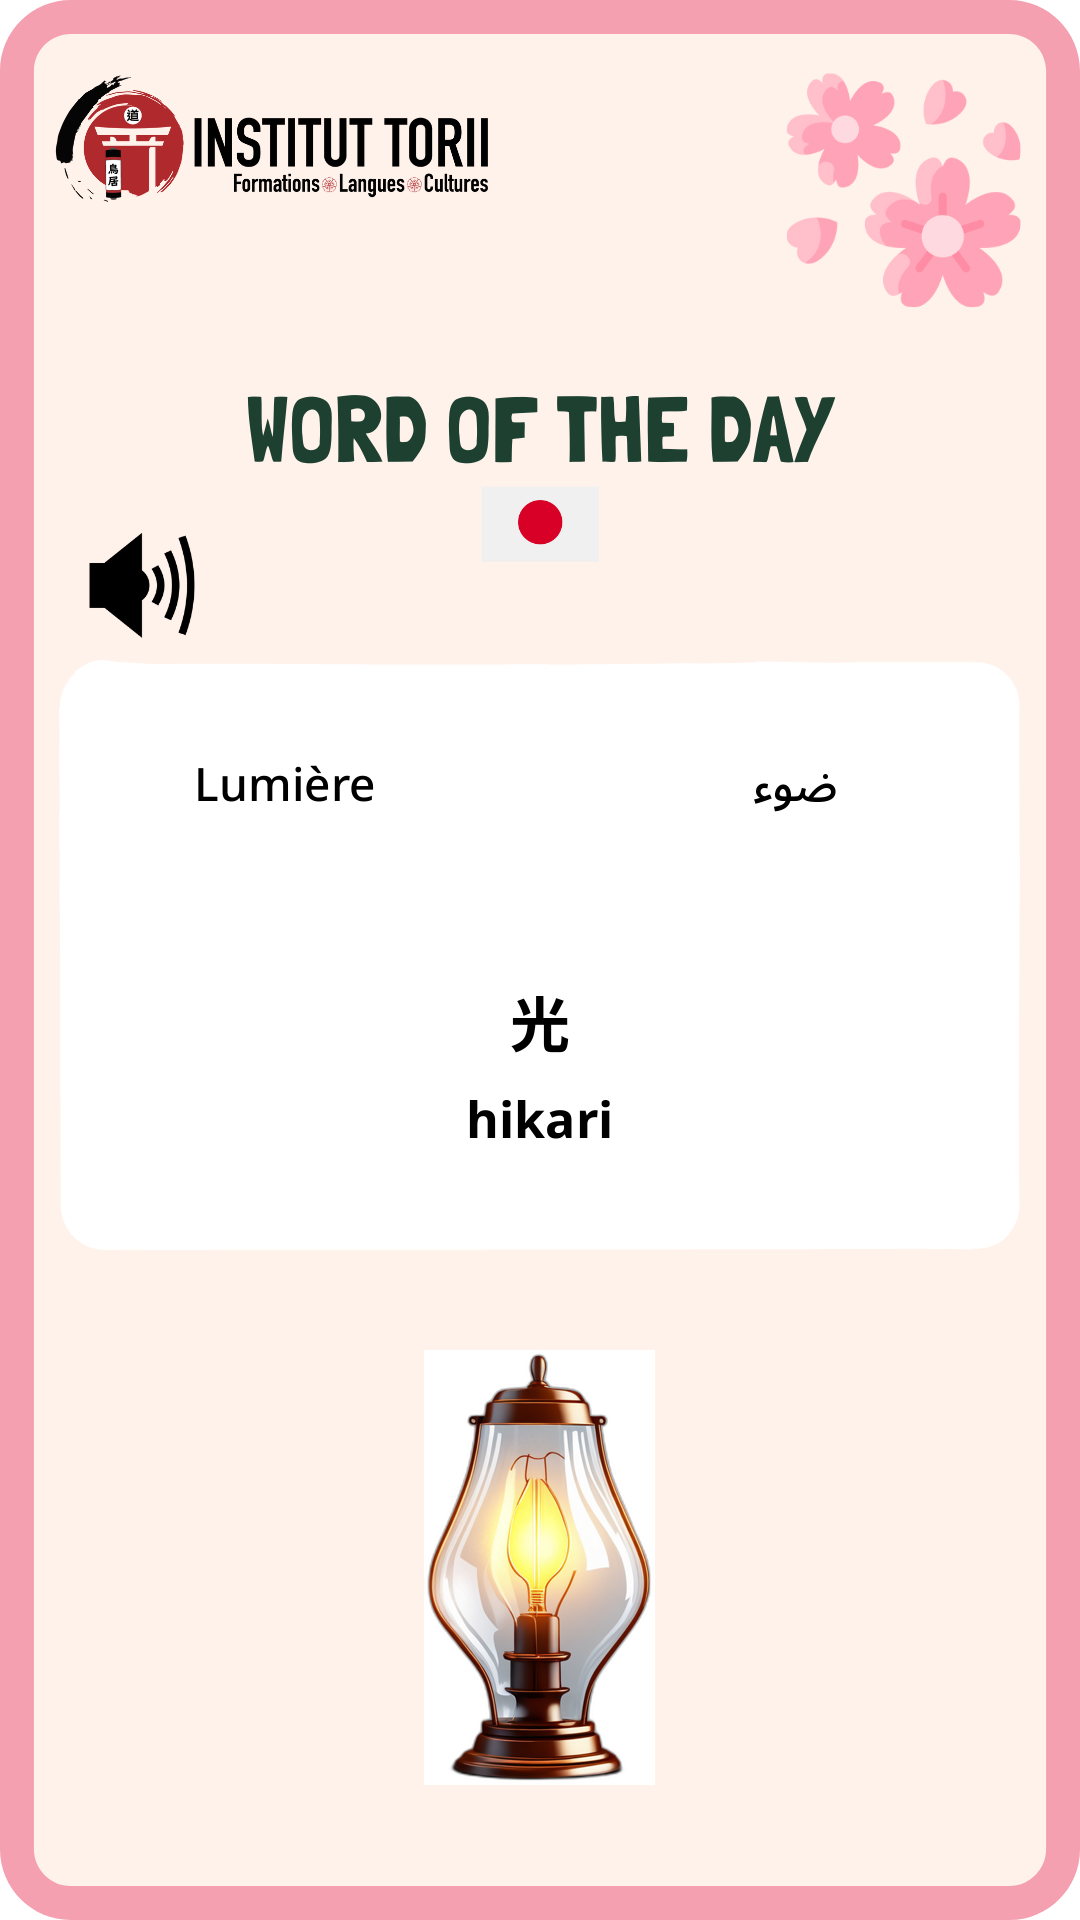 道
鳥居
INSTITUT TORII
Formations Langues Cultures
WORD OF THE DAY
Lumière
ضوء
光
hikari